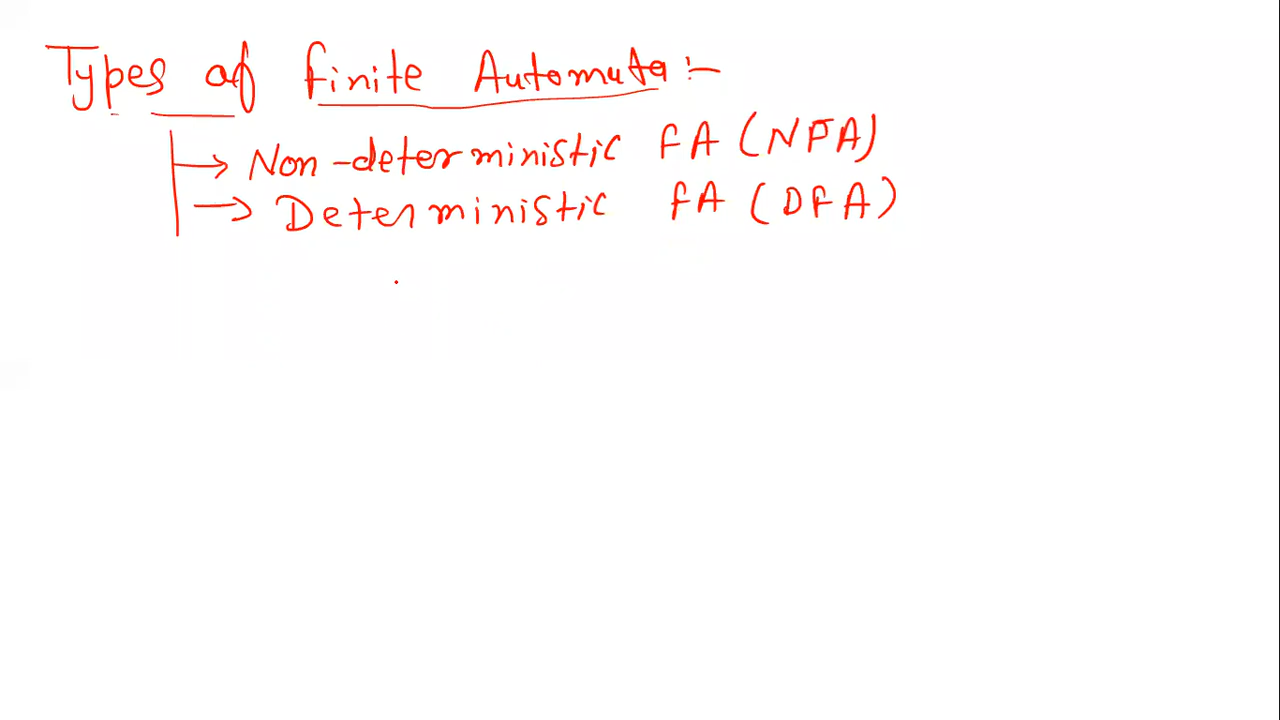 Types of Finite Automata :-
→ Non-deterministic FA (NFA)
→ Deterministic FA (DFA)